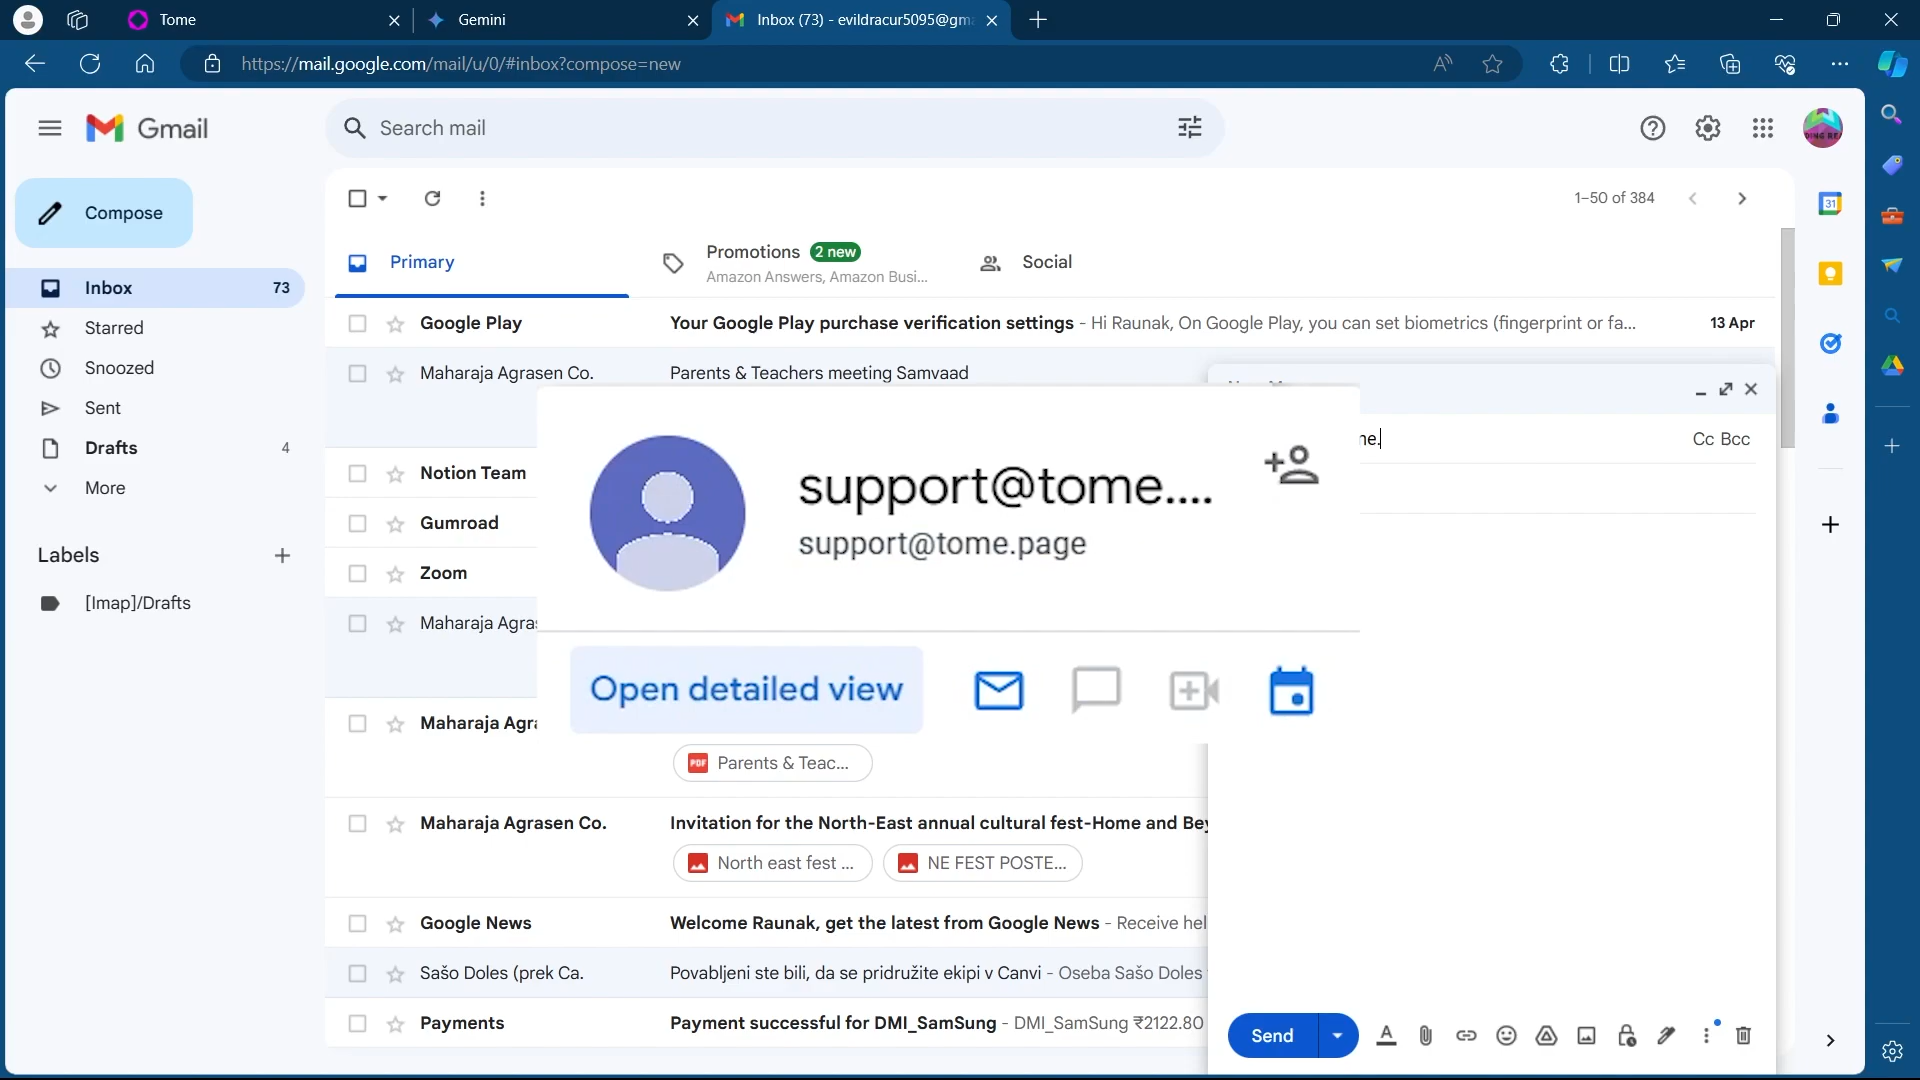 Tome
Gemini
Inbox (73) - evildracur5095@gm
https://mail.google.com/mail/u/0/#inbox?compose=new
Gmail
Search mail
Compose
1–50 of 384
Primary
Promotions 2 new
Amazon Answers, Amazon Busi...
Social
Inbox 73
Starred
Snoozed
Sent
Drafts 4
More
Labels
[Imap]/Drafts
Google Play Your Google Play purchase verification settings - Hi Raunak, On Google Play, you can set biometrics (fingerprint or fa... 13 Apr
Maharaja Agrasen Co. Parents & Teachers meeting Samvaad
Notion Team
Gumroad
Zoom
Maharaja Agras
Maharaja Agra
PDF Parents & Teac...
Maharaja Agrasen Co. Invitation for the North-East annual cultural fest-Home and Bey
North east fest ... NE FEST POSTE...
Google News Welcome Raunak, get the latest from Google News - Receive hel
Sašo Doles (prek Ca. Povabljeni ste bili, da se pridružite ekipi v Canvi - Oseba Sašo Doles
Payments Payment successful for DMI_SamSung - DMI_SamSung ₹2122.80
support@tome....
support@tome.page
Open detailed view
ne.
Cc Bcc
Send
31